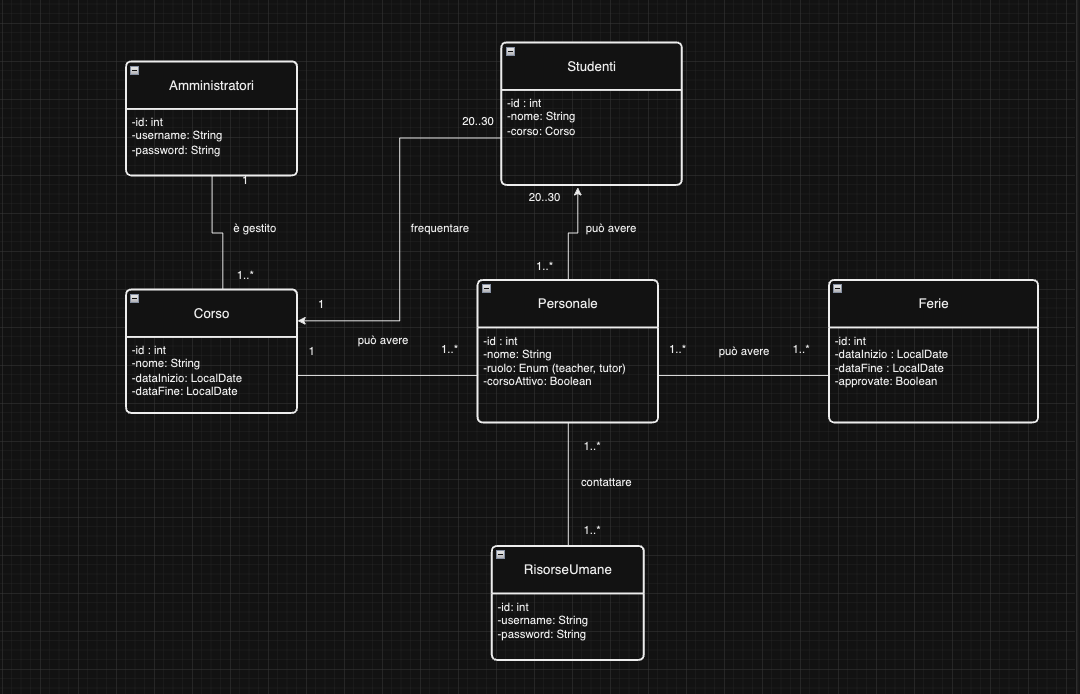 Amministratori
-id: int
-username: String
-password: String
1
è gestito
1..*
Studenti
-id : int
-nome: String
-corso: Corso
20..30
frequentare
1
20..30
può avere
1..*
Corso
-id : int
-nome: String
-dataInizio: LocalDate
-dataFine: LocalDate
1
può avere
1..*
Personale
-id : int
-nome: String
-ruolo: Enum (teacher, tutor)
-corsoAttivo: Boolean
1..*
può avere
1..*
Ferie
-id: int
-dataInizio : LocalDate
-dataFine : LocalDate
-approvate: Boolean
1..*
contattare
1..*
RisorseUmane
-id: int
-username: String
-password: String